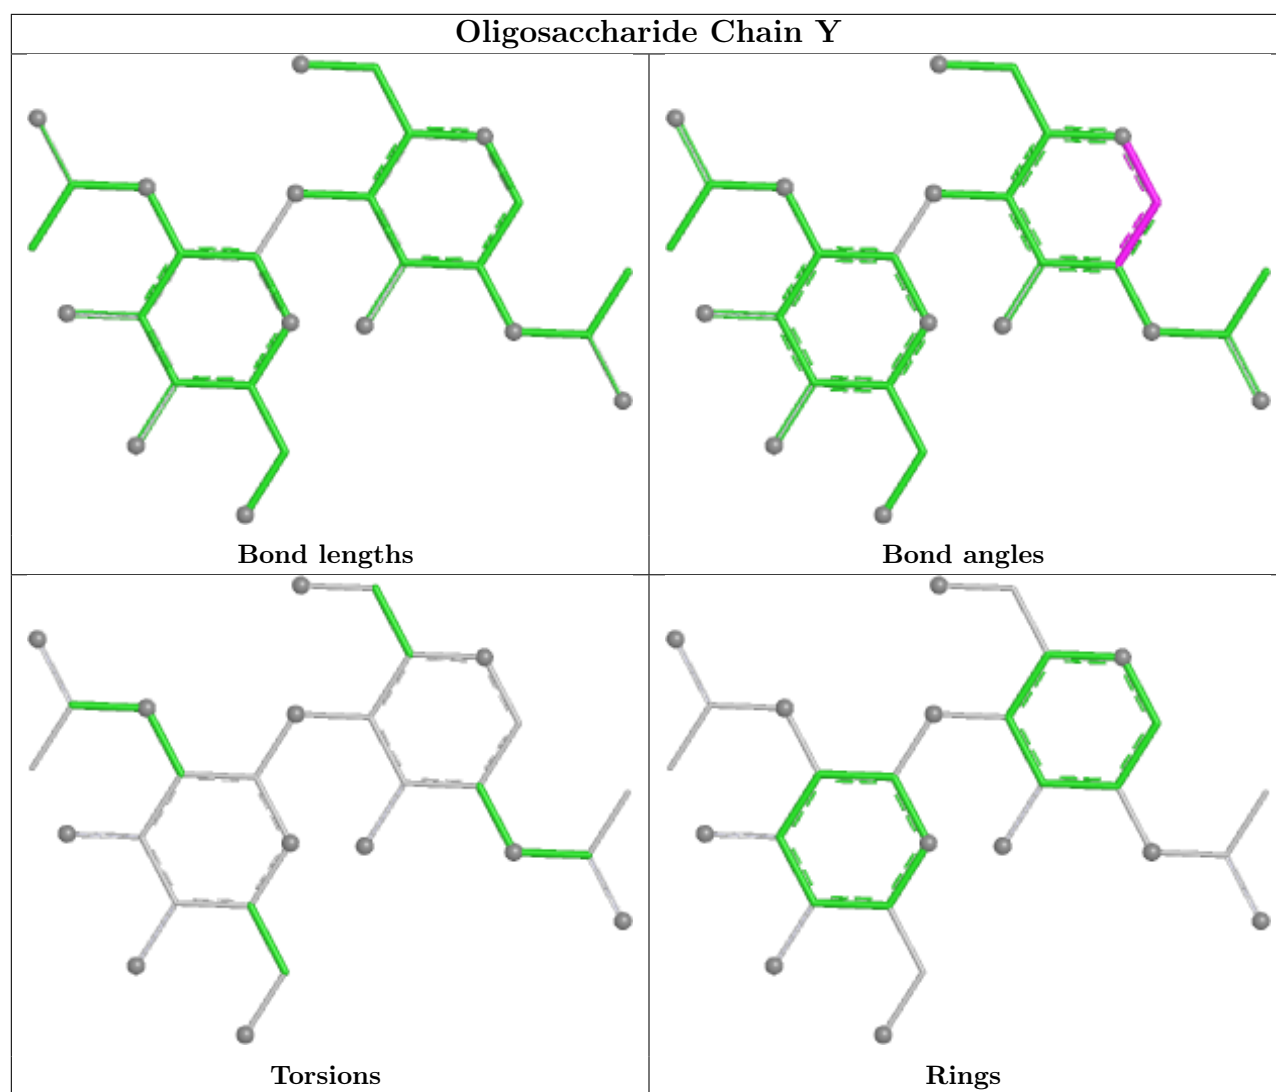 Oligosaccharide Chain Y
Bond lengths
Bond angles
Torsions
Rings